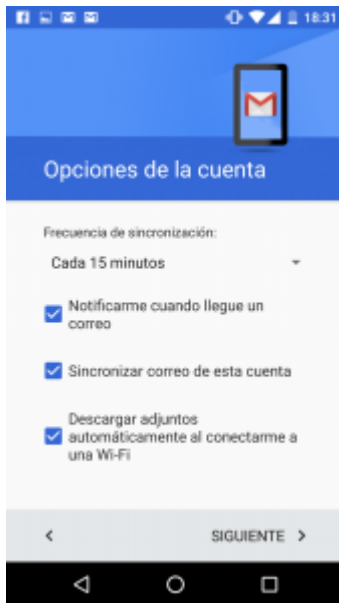 18:31
Opciones de la cuenta
Frecuencia de sincronización:
Cada 15 minutos
Notificarme cuando llegue un
correo
Sincronizar correo de esta cuenta
Descargar adjuntos
automáticamente al conectarme a
una Wi-Fi
SIGUIENTE